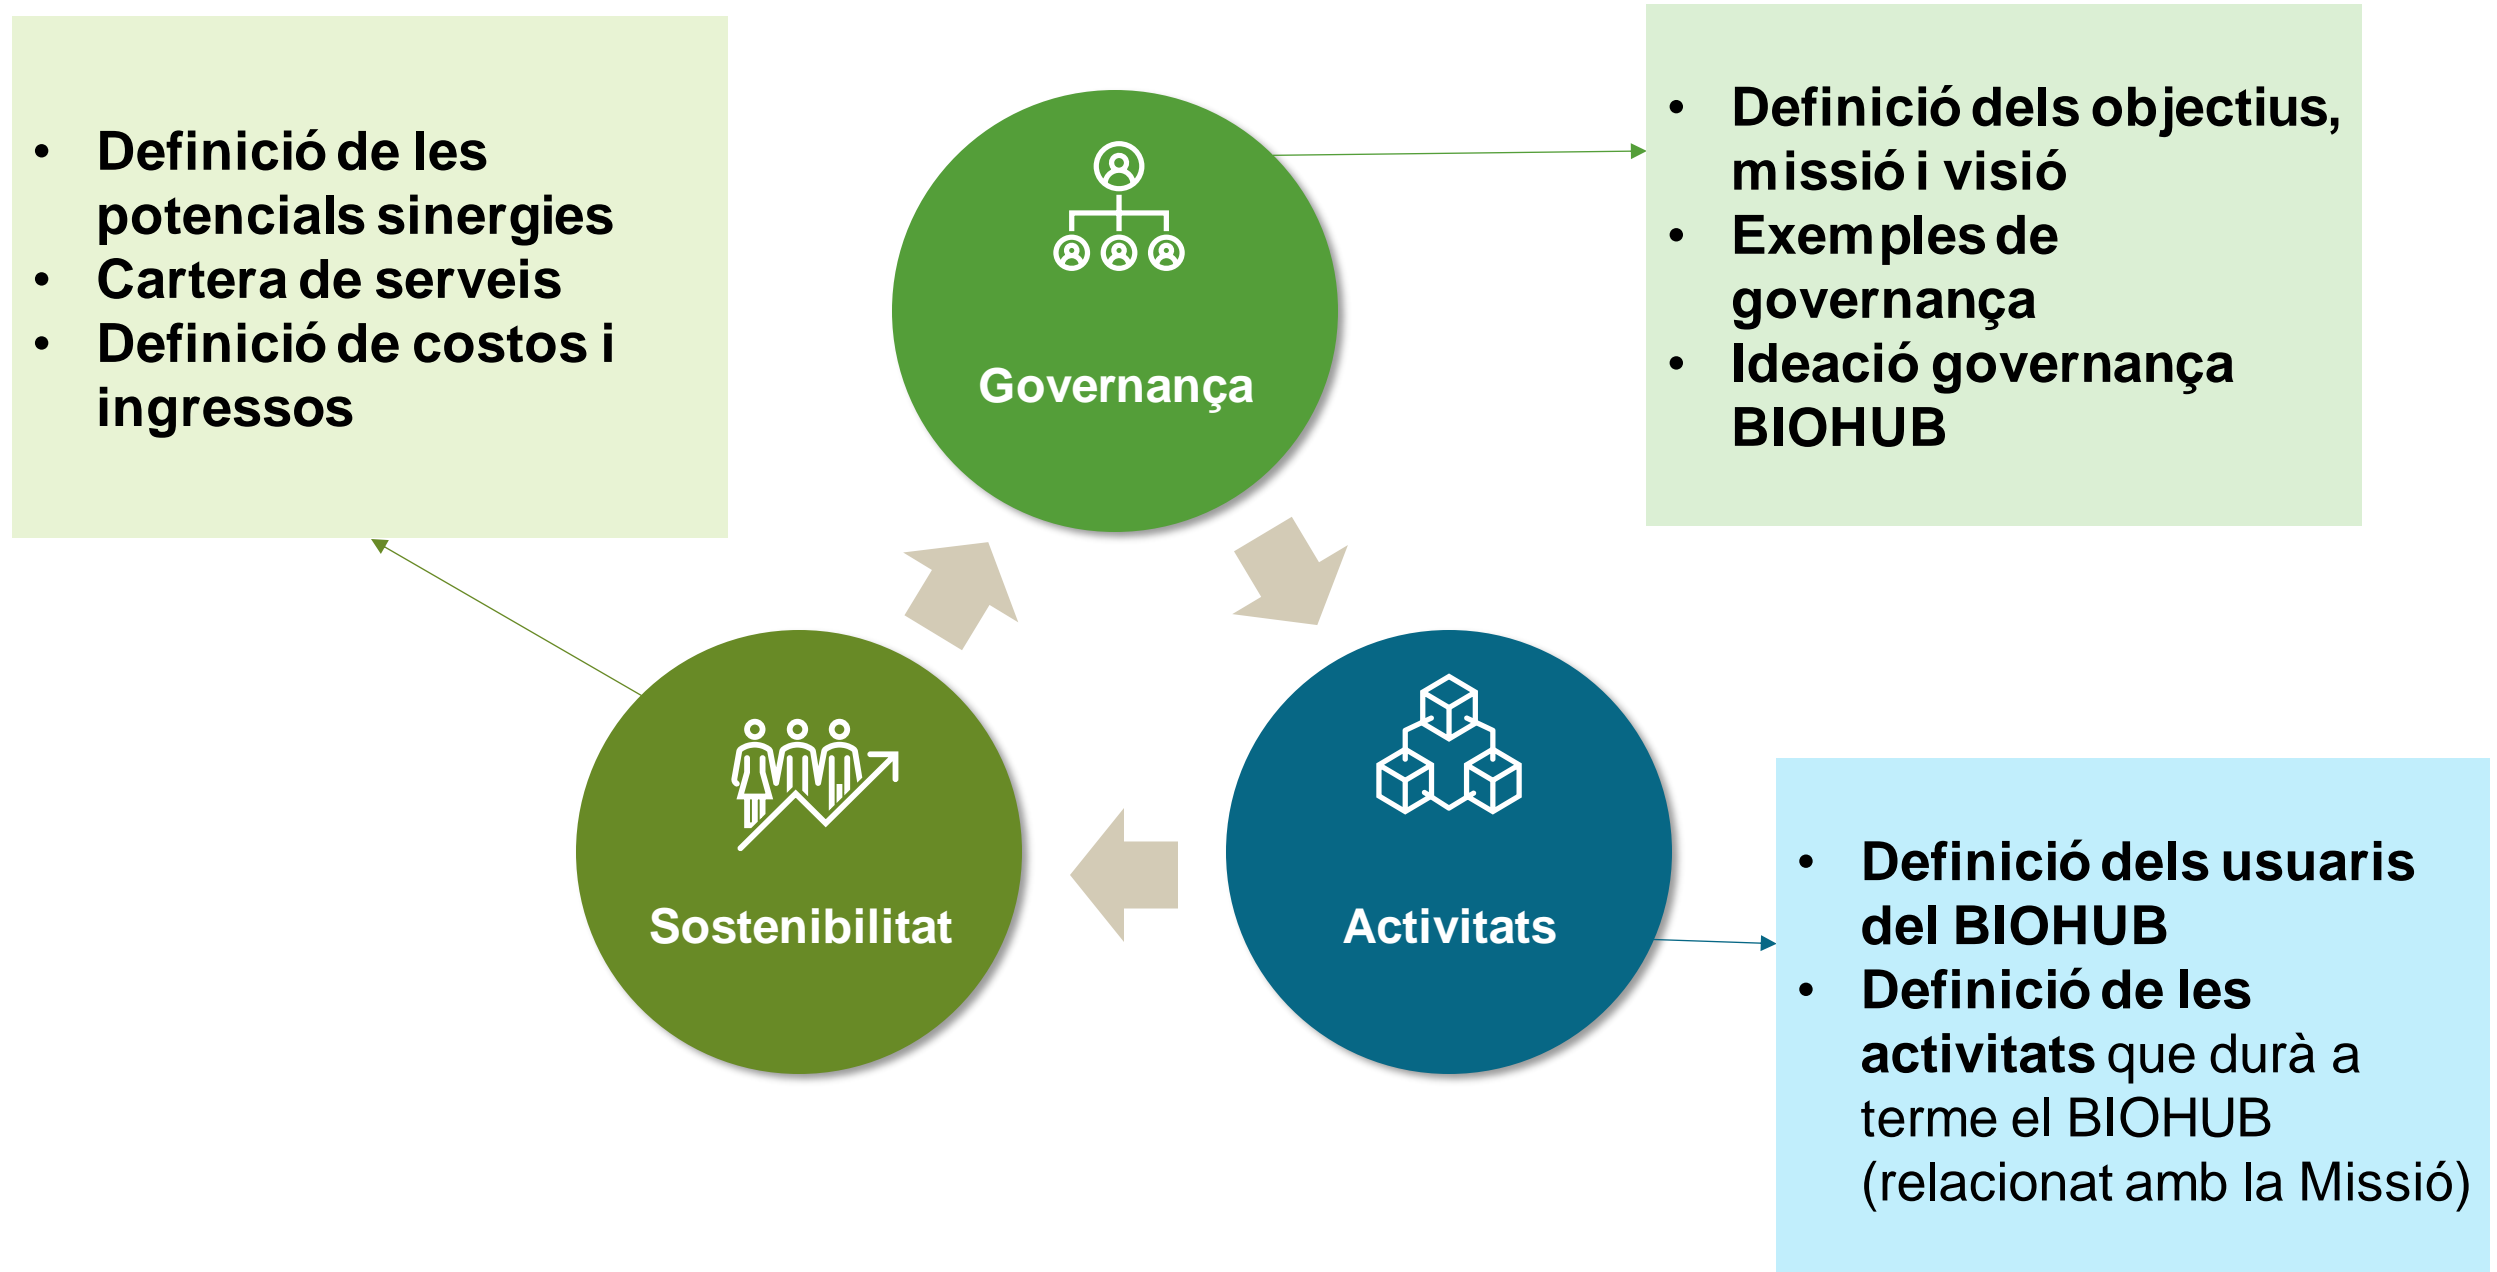 • Definició de les
potencials sinergies
• Cartera de serveis
• Definició de costos i
ingressos
Governança
• Definició dels objectius,
missió i visió
• Exemples de
governança
• Ideació governança
BIOHUB
Sostenibilitat
Activitats
• Definició dels usuaris
del BIOHUB
• Definició de les
activitats que durà a
terme el BIOHUB
(relacionat amb la Missió)